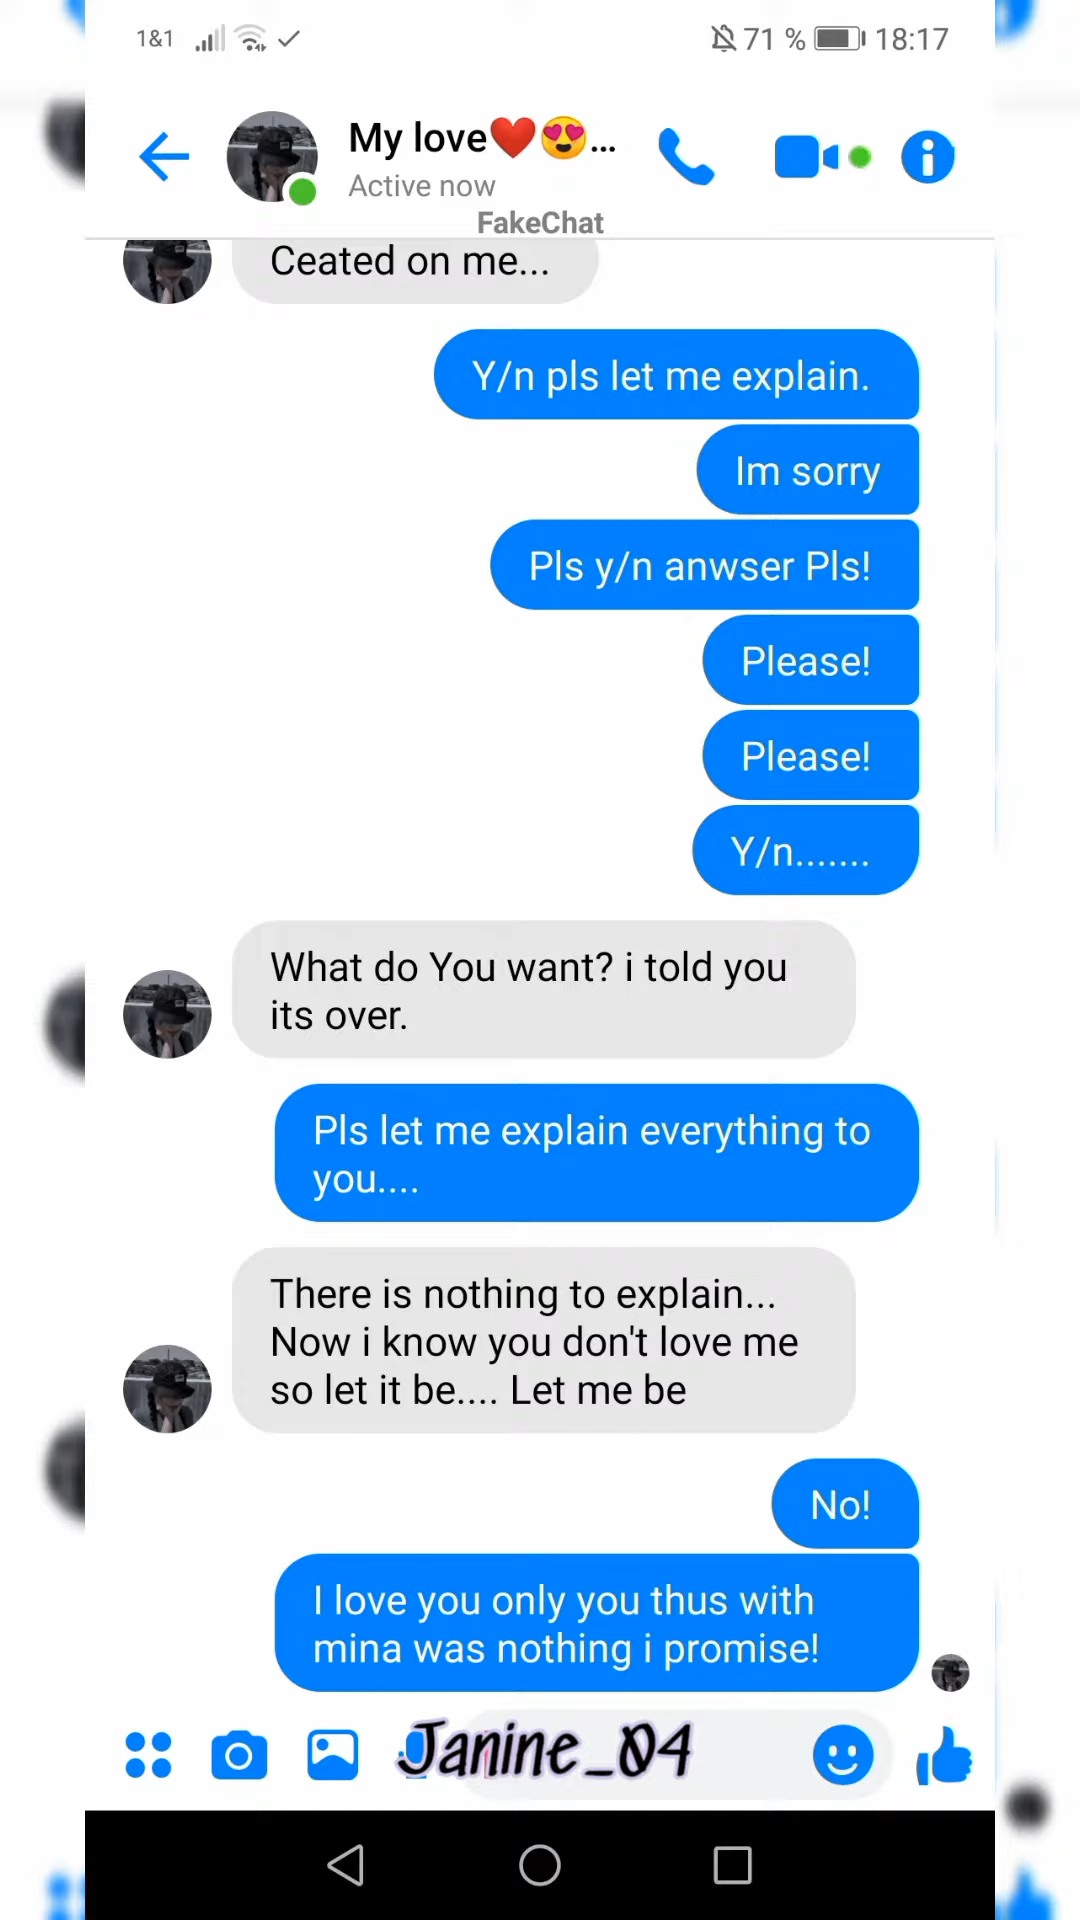 1&1
71 % 18:17
My love❤️😍...
Active now
FakeChat
Ceated on me...
Y/n pls let me explain.
Im sorry
Pls y/n anwser Pls!
Please!
Please!
Y/n.......
What do You want? i told you
its over.
Pls let me explain everything to
you....
There is nothing to explain...
Now i know you don't love me
so let it be.... Let me be
No!
I love you only you thus with
mina was nothing i promise!
Janine_04